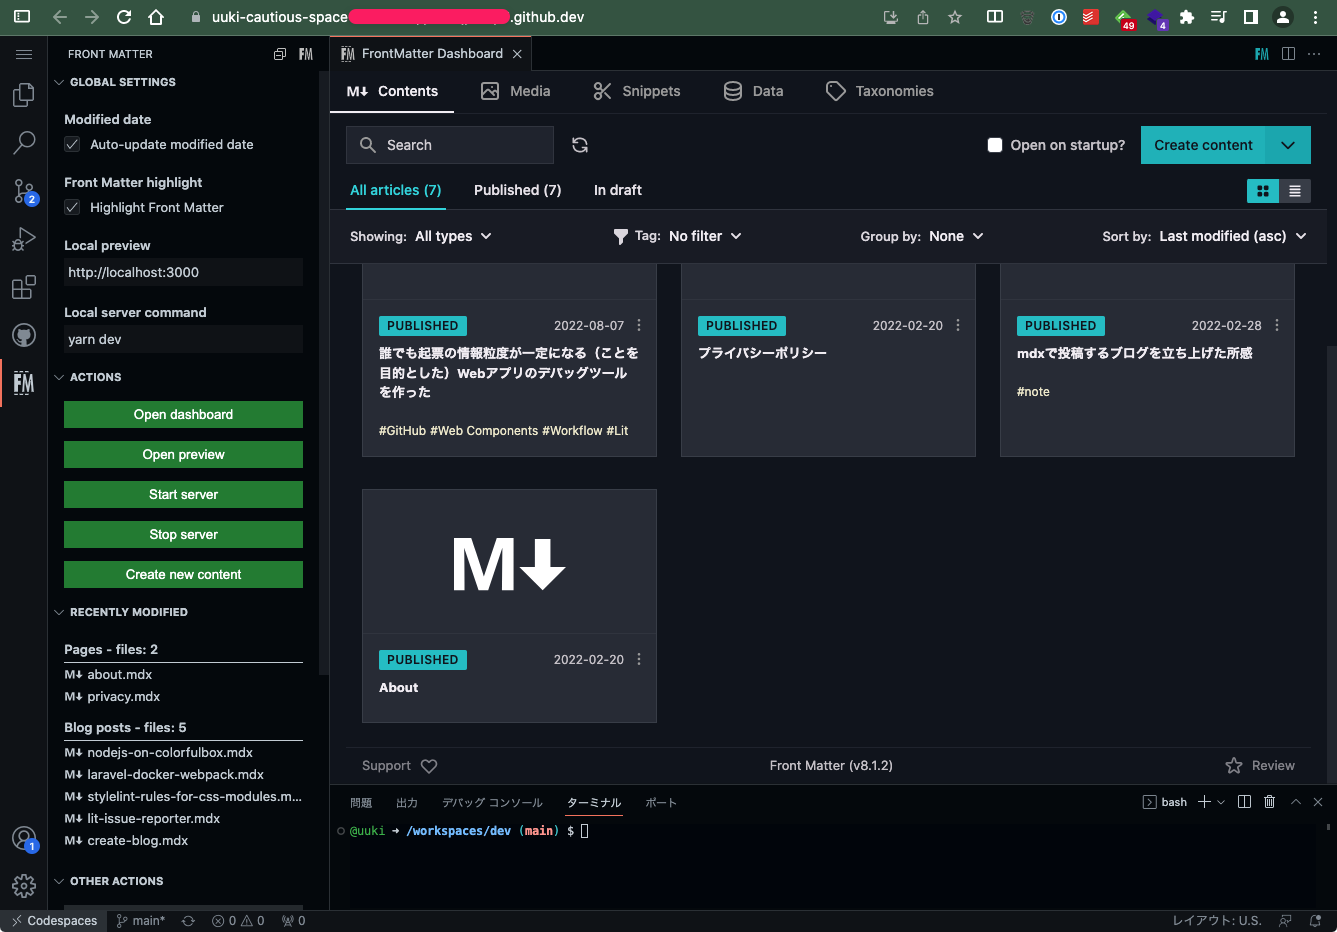 uuki-cautious-space
.github.dev
49
4
FRONT MATTER
FM
FrontMatter Dashboard
FM
GLOBAL SETTINGS
Modified date
Auto-update modified date
Front Matter highlight
Highlight Front Matter
Local preview
http://localhost:3000
Local server command
yarn dev
ACTIONS
Open dashboard
Open preview
Start server
Stop server
Create new content
RECENTLY MODIFIED
Pages - files: 2
M↓ about.mdx
M↓ privacy.mdx
Blog posts - files: 5
M↓ nodejs-on-colorfulbox.mdx
M↓ laravel-docker-webpack.mdx
M↓ stylelint-rules-for-css-modules.m...
M↓ lit-issue-reporter.mdx
M↓ create-blog.mdx
OTHER ACTIONS
2
FM
1
M↓ Contents
Media
Snippets
Data
Taxonomies
Search
Open on startup?
Create content
All articles (7)
Published (7)
In draft
Showing: All types
Tag: No filter
Group by: None
Sort by: Last modified (asc)
PUBLISHED
2022-08-07
誰でも起票の情報粒度が一定になる（ことを
目的とした）Webアプリのデバッグツール
を作った
#GitHub #Web Components #Workflow #Lit
PUBLISHED
2022-02-20
プライバシーポリシー
PUBLISHED
2022-02-28
mdxで投稿するブログを立ち上げた所感
#note
M↓
PUBLISHED
2022-02-20
About
Support
Front Matter (v8.1.2)
Review
問題
出力
デバッグ コンソール
ターミナル
ポート
bash
@uuki ➜ /workspaces/dev (main) $
Codespaces
main*
0
0
0
レイアウト: U.S.